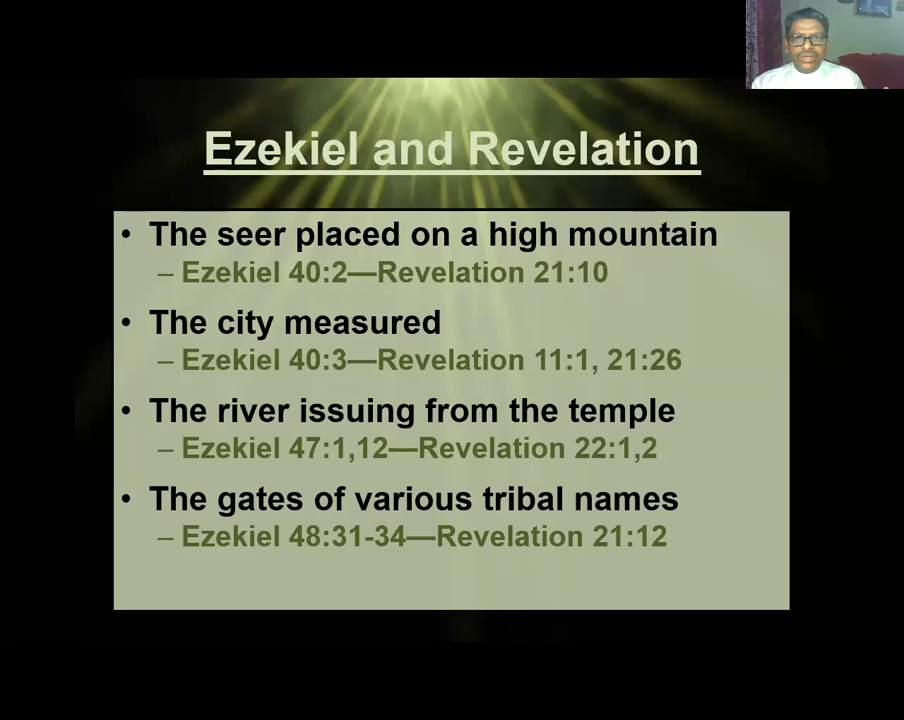 Ezekiel and Revelation
• The seer placed on a high mountain
– Ezekiel 40:2—Revelation 21:10
• The city measured
– Ezekiel 40:3—Revelation 11:1, 21:26
• The river issuing from the temple
– Ezekiel 47:1,12—Revelation 22:1,2
• The gates of various tribal names
– Ezekiel 48:31-34—Revelation 21:12